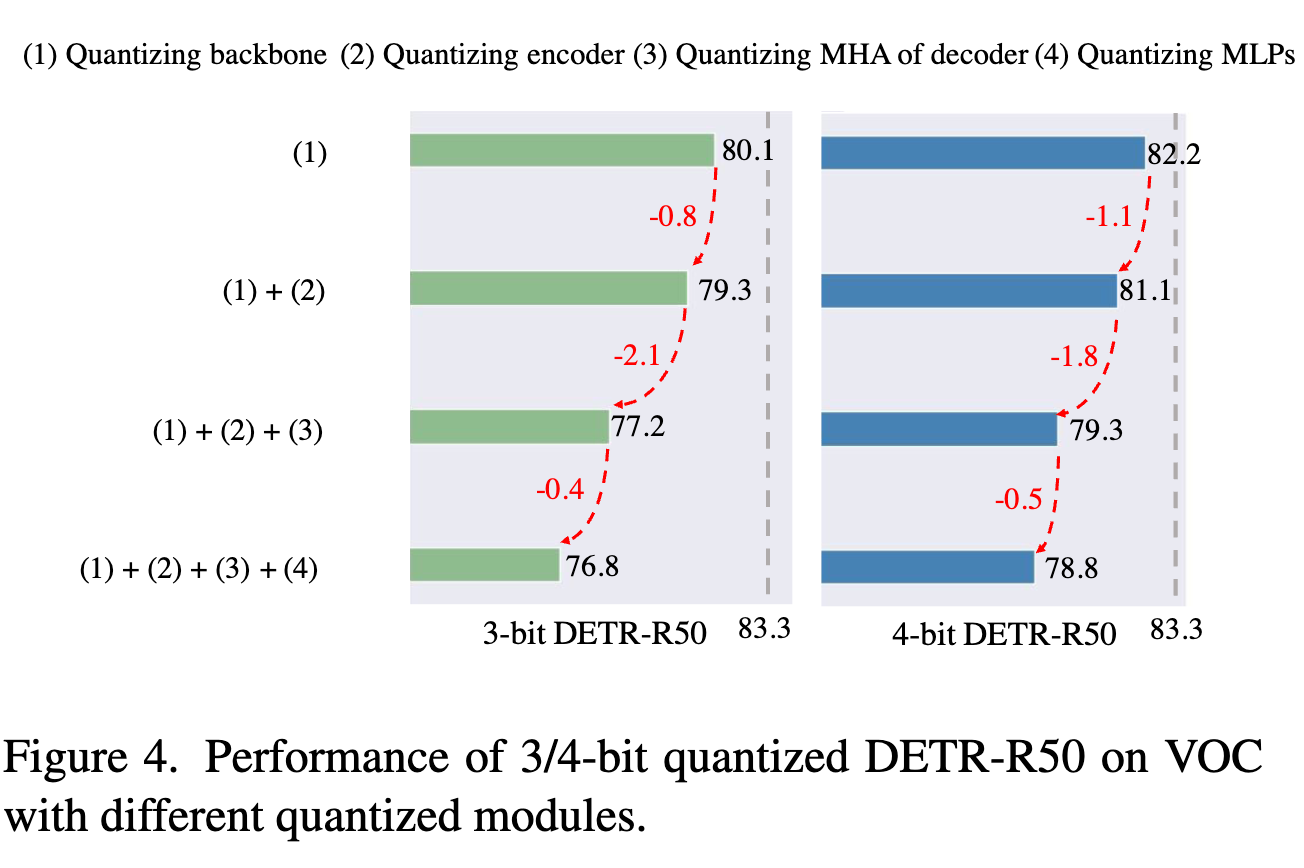 (1) Quantizing backbone (2) Quantizing encoder (3) Quantizing MHA of decoder (4) Quantizing MLPs
(1) 80.1 82.2
-0.8 -1.1
(1) + (2) 79.3 81.1
-2.1 -1.8
(1) + (2) + (3) 77.2 79.3
-0.4 -0.5
(1) + (2) + (3) + (4) 76.8 78.8
3-bit DETR-R50 83.3 4-bit DETR-R50 83.3
Figure 4. Performance of 3/4-bit quantized DETR-R50 on VOC
with different quantized modules.